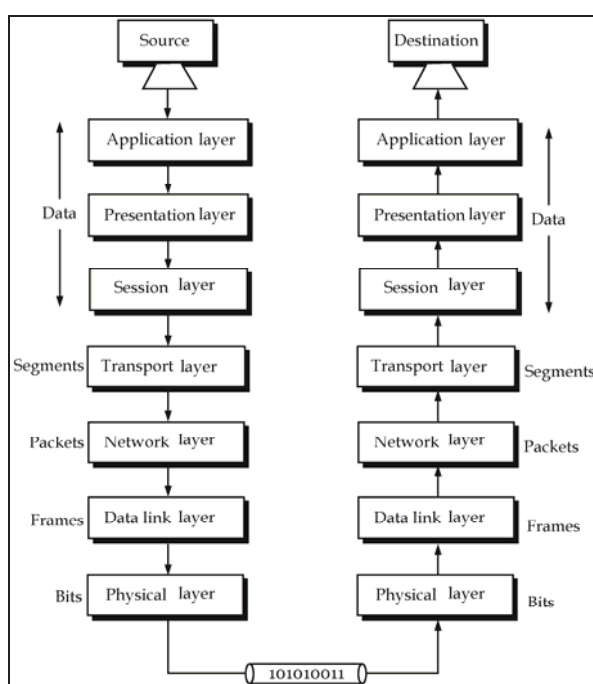 Source
Destination
Application layer
Application layer
Data
Presentation layer
Presentation layer
Data
Session layer
Session layer
Segments
Transport layer
Transport layer
Segments
Packets
Network layer
Network layer
Packets
Frames
Data link layer
Data link layer
Frames
Bits
Physical layer
Physical layer
Bits
101010011